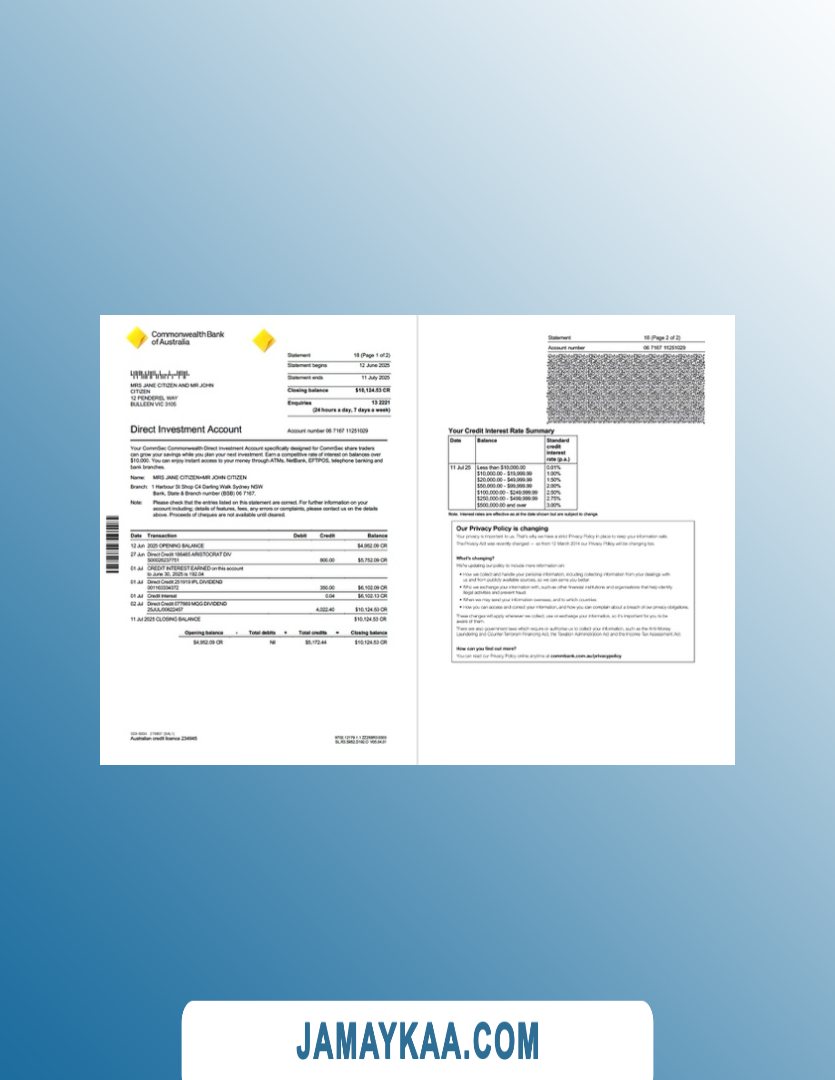 Commonwealth Bank
of Australia
Statement 18 (Page 1 of 2)
Statement begins 12 June 2025
Statement ends 11 July 2025
Closing balance $10,124.53 CR
Enquiries 13 2221
(24 hours a day, 7 days a week)
MRS JANE CITIZEN AND MR JOHN
CITIZEN
12 PENDEREL WAY
BULLEEN VIC 3105
Direct Investment Account
Account number 06 7167 11251029
Your CommSec Commonwealth Direct Investment Account specifically designed for CommSec share traders
can grow your savings while you plan your next investment. Earn a competitive rate of interest on balances over
$10,000. You can enjoy instant access to your money through ATMs, NetBank, EFTPOS, telephone banking and
bank branches.
Name: MRS JANE CITIZEN+MR JOHN CITIZEN
Branch: 1 Harbour St Shop C4 Darling Walk Sydney NSW
Bank, State & Branch number (BSB) 06 7167.
Note: Please check that the entries listed on this statement are correct. For further information on your
account including; details of features, fees, any errors or complaints, please contact us on the details
above. Proceeds of cheques are not available until cleared.
Date Transaction Debit Credit Balance
12 Jun 2025 OPENING BALANCE $4,952.09 CR
27 Jun Direct Credit 186465 ARISTOCRAT DIV
800.00 $5,752.09 CR
01 Jul CREDIT INTEREST EARNED on this account
to June 30, 2025 is 192.04
01 Jul Direct Credit 251919 IPL DIVIDEND
001163334372 350.00 $6,102.09 CR
01 Jul Credit Interest 0.04 $6,102.13 CR
02 Jul Direct Credit 077669 MQG DIVIDEND
25JUL/00822457 4,022.40 $10,124.53 CR
11 Jul 2025 CLOSING BALANCE $10,124.53 CR
Opening balance - Total debits + Total credits = Closing balance
$4,952.09 CR Nil $5,172.44 $10,124.53 CR
Australian credit licence 234945
Statement 18 (Page 2 of 2)
Account number 06 7167 11251029
Your Credit Interest Rate Summary
Date Balance Standard
credit
interest
rate (p.a.)
11 Jul 25 Less than $10,000.00 0.01%
$10,000.00 - $19,999.99 1.00%
$20,000.00 - $49,999.99 1.50%
$50,000.00 - $99,999.99 2.00%
$100,000.00 - $249,999.99 2.50%
$250,000.00 - $499,999.99 2.75%
$500,000.00 and over 3.00%
Note. Interest rates are effective as at the date shown but are subject to change.
Our Privacy Policy is changing
Your privacy is important to us. That's why we have a strict Privacy Policy in place to keep your information safe.
The Privacy Act was recently changed — so from 12 March 2014 our Privacy Policy will be changing too.
What's changing?
We're updating our policy to include more information on:
• How we collect and handle your personal information, including collecting information from your dealings with
us and from publicly available sources, so we can serve you better
• Who we exchange your information with, such as other financial institutions and organisations that help identify
illegal activities and prevent fraud
• When we may send your information overseas, and to which countries
• How you can access and correct your information, and how you can complain about a breach of our privacy obligations.
These changes will apply whenever we collect, use or exchange your information, so it's important for you to be
aware of them.
There are also government laws which require or authorise us to collect your information, such as the Anti-Money
Laundering and Counter Terrorism Financing Act, the Taxation Administration Act and the Income Tax Assessment Act.
How can you find out more?
You can read our Privacy Policy online anytime at commbank.com.au/privacypolicy
JAMAYKAA.COM